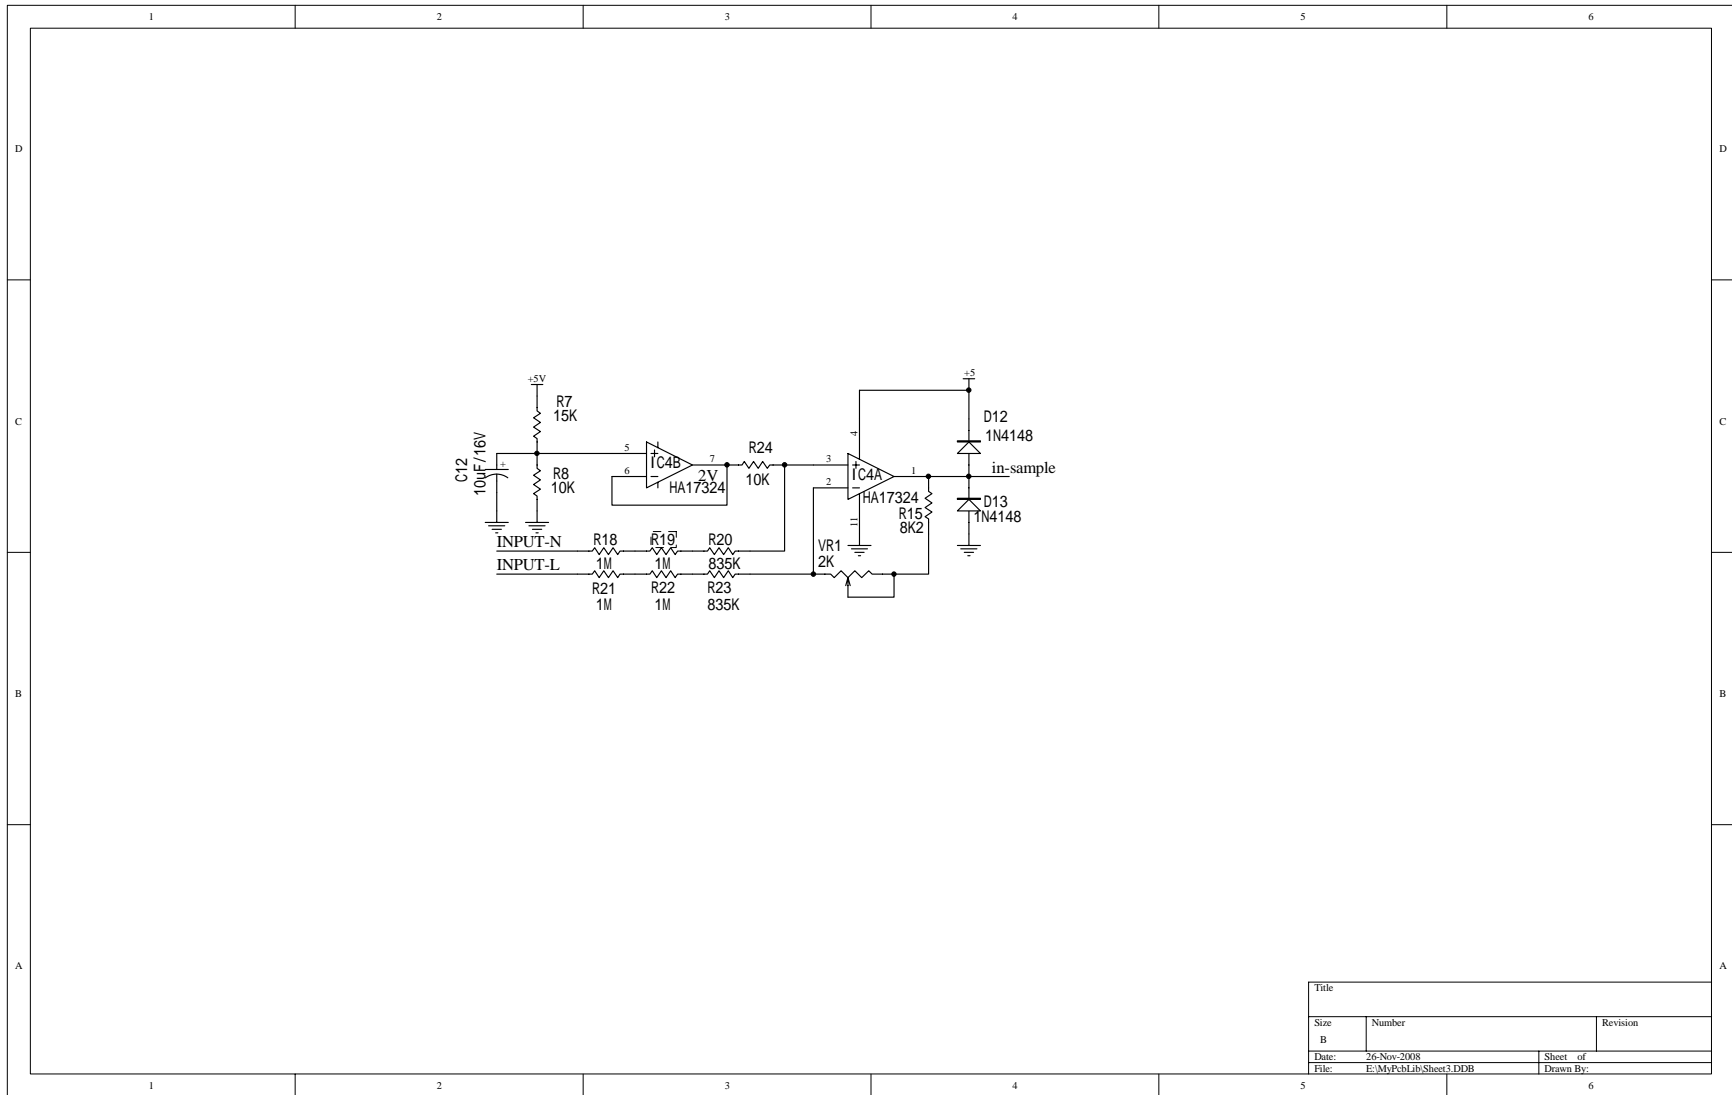 1 2 3 4 5 6
D D
+5V
+5
R7
15K
D12
1N4148
C C
C12
10uF/16V
R8
10K
5
6
IC4B
7
2V
HA17324
R24
10K
3
2
4
IC4A
1
11
HA17324
in-sample
R15
8K2
D13
1N4148
INPUT-N
R18
1M
R19
1M
R20
835K
VR1
2K
INPUT-L
R21
1M
R22
1M
R23
835K
B B
A A
Title
Size
B
Number
Revision
Date: 26-Nov-2008 Sheet of
File: E:\MyPcbLib\Sheet3.DDB Drawn By:
1 2 3 4 5 6